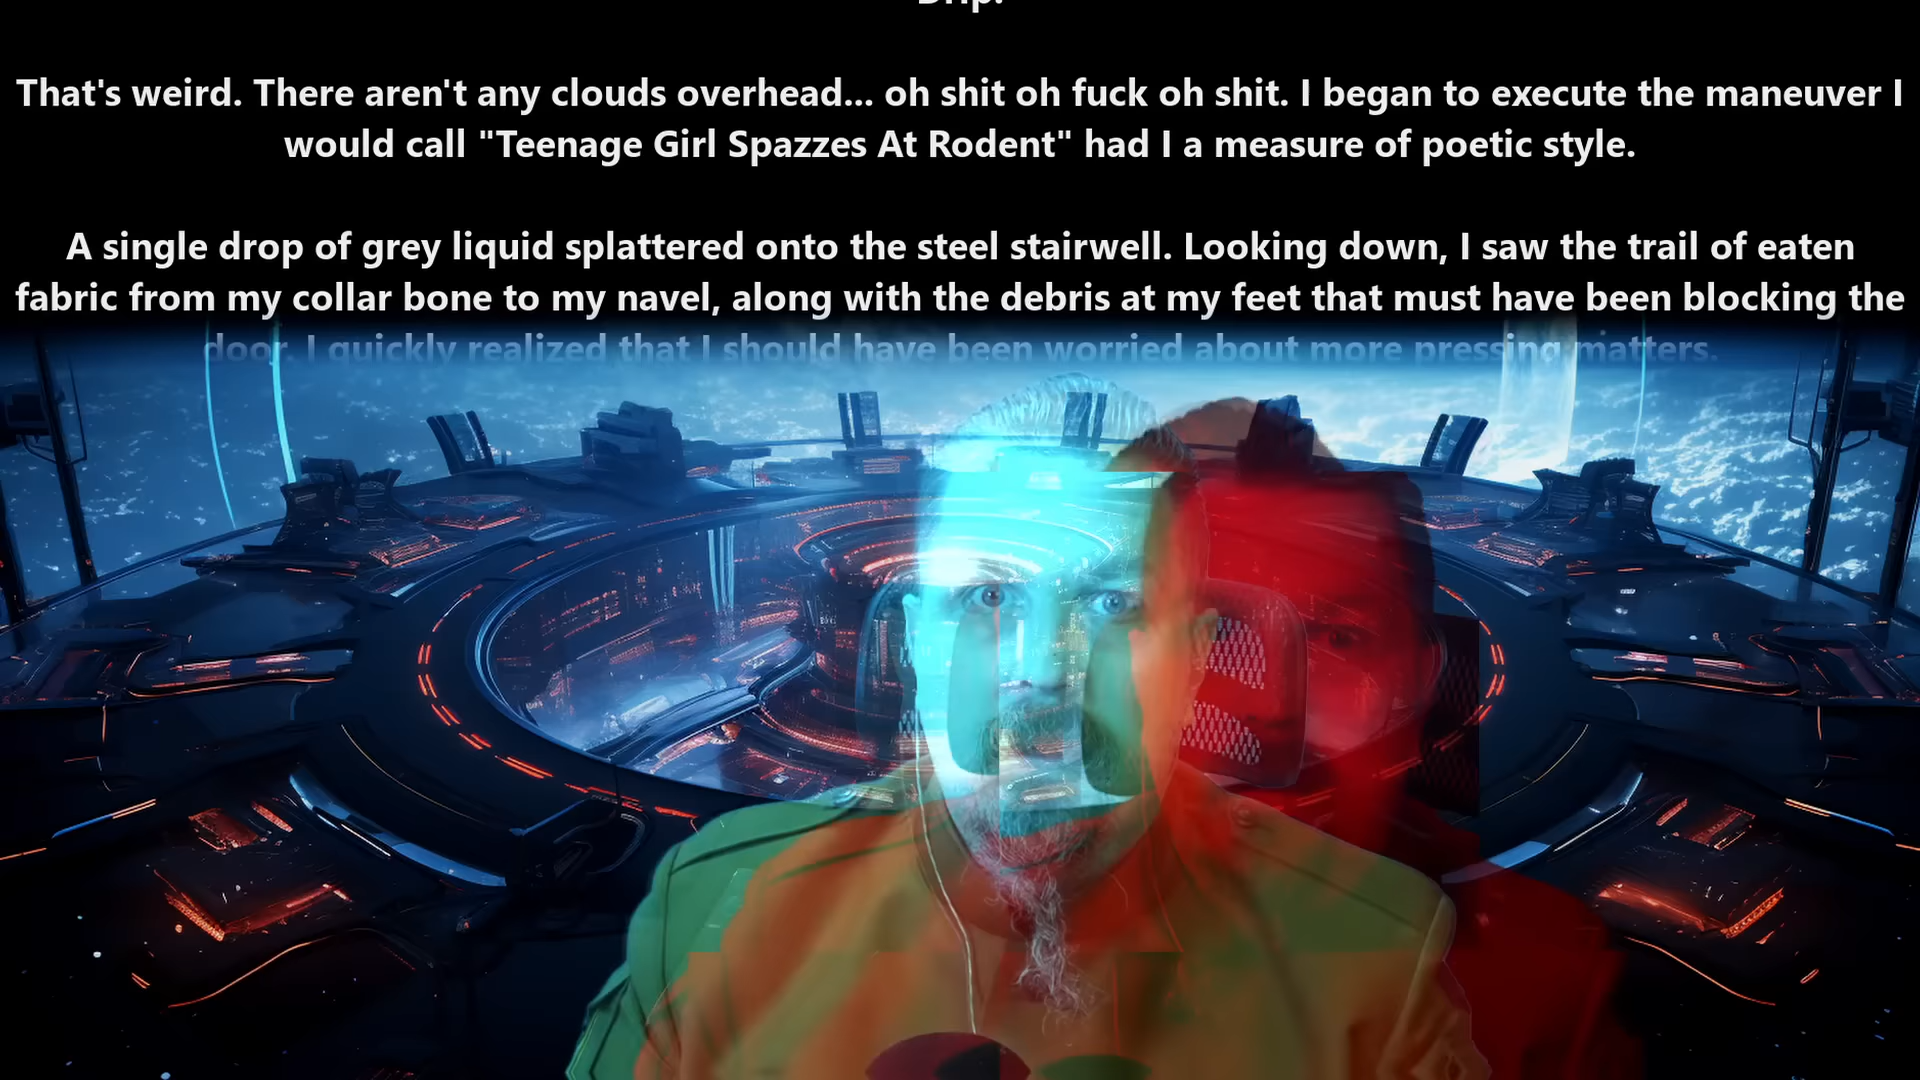 Drip.
That's weird. There aren't any clouds overhead... oh shit oh fuck oh shit. I began to execute the maneuver I
would call "Teenage Girl Spazzes At Rodent" had I a measure of poetic style.
A single drop of grey liquid splattered onto the steel stairwell. Looking down, I saw the trail of eaten
fabric from my collar bone to my navel, along with the debris at my feet that must have been blocking the
door. I quickly realized that I should have been worried about more pressing matters.